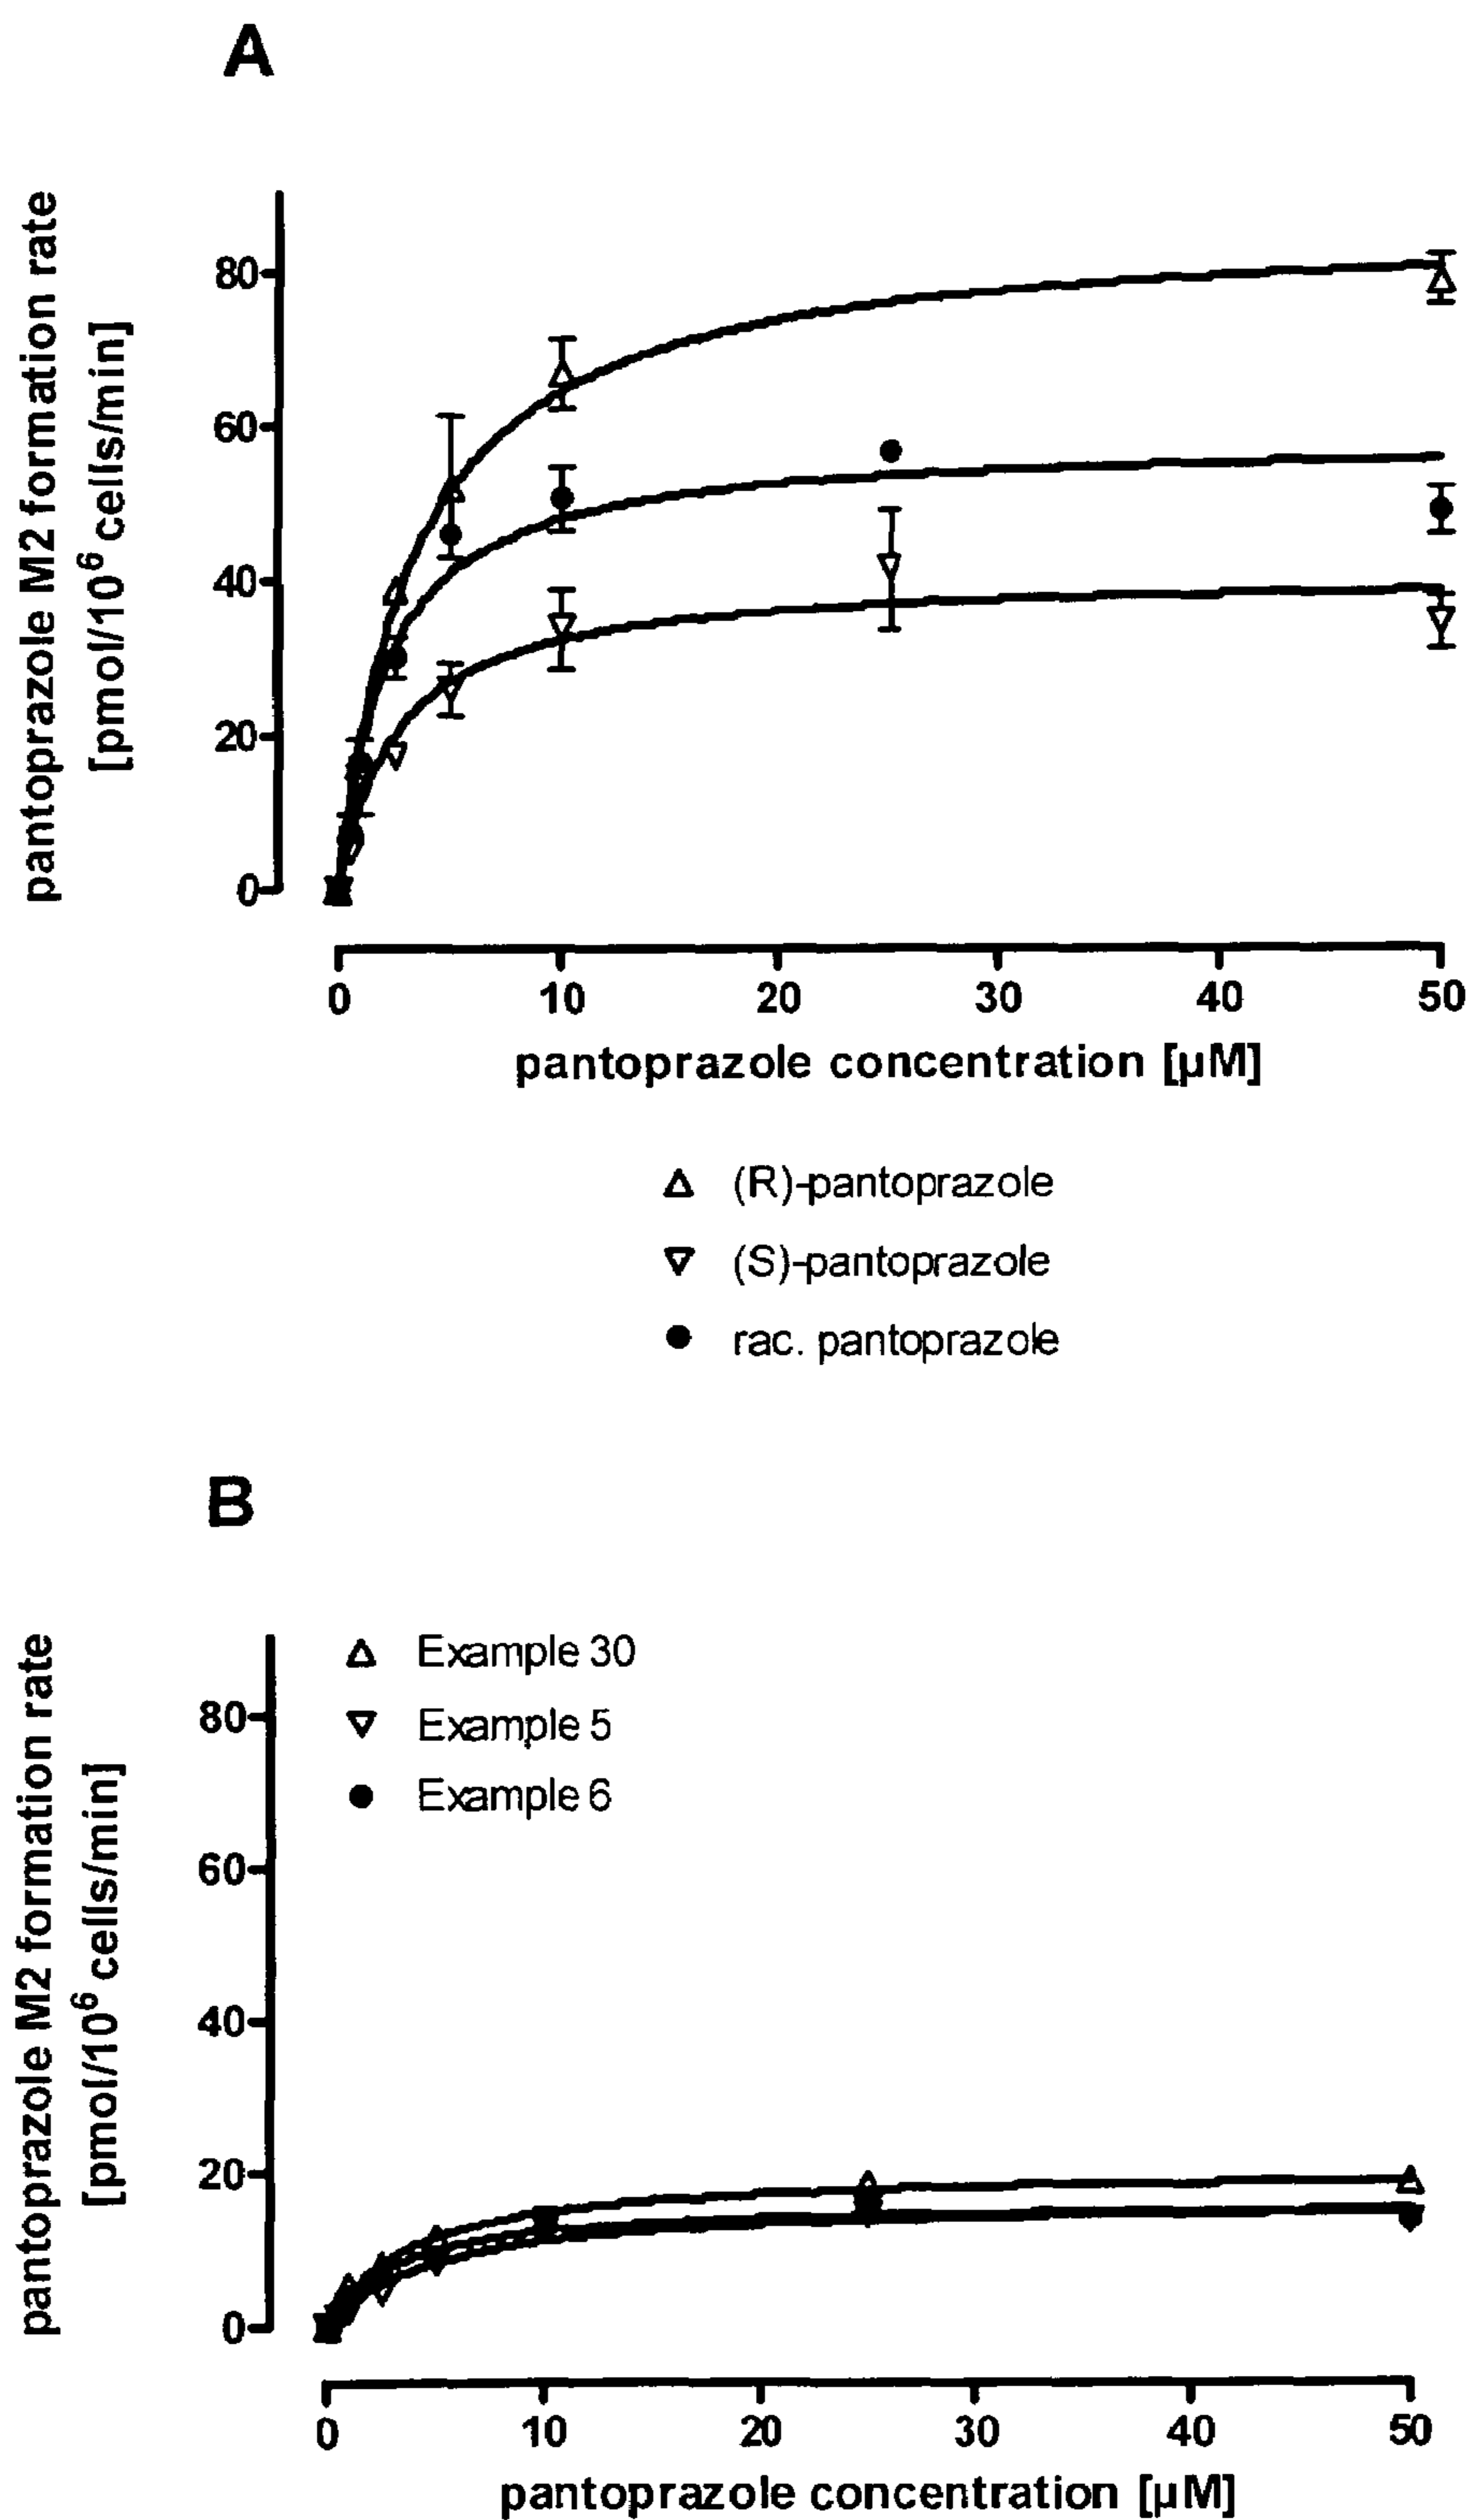 A
pantoprazole M2 formation rate
[pmol/10⁶ cells/min]
80
60
40
20
0
0 10 20 30 40 50
pantoprazole concentration [µM]
(R)-pantoprazole
(S)-pantoprazole
rac. pantoprazole
B
pantoprazole M2 formation rate
[pmol/10⁶ cells/min]
Example 30
Example 5
Example 6
80
60
40
20
0
0 10 20 30 40 50
pantoprazole concentration [µM]